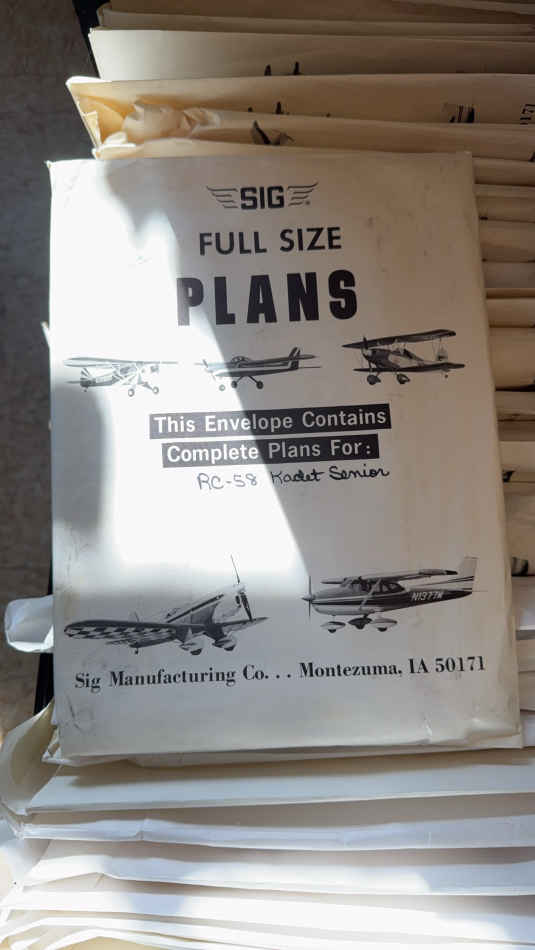 SIG
FULL SIZE
PLANS
This Envelope Contains
Complete Plans For:
RC-58 Kadet Senior
N1377W
Sig Manufacturing Co. . . Montezuma, IA 50171